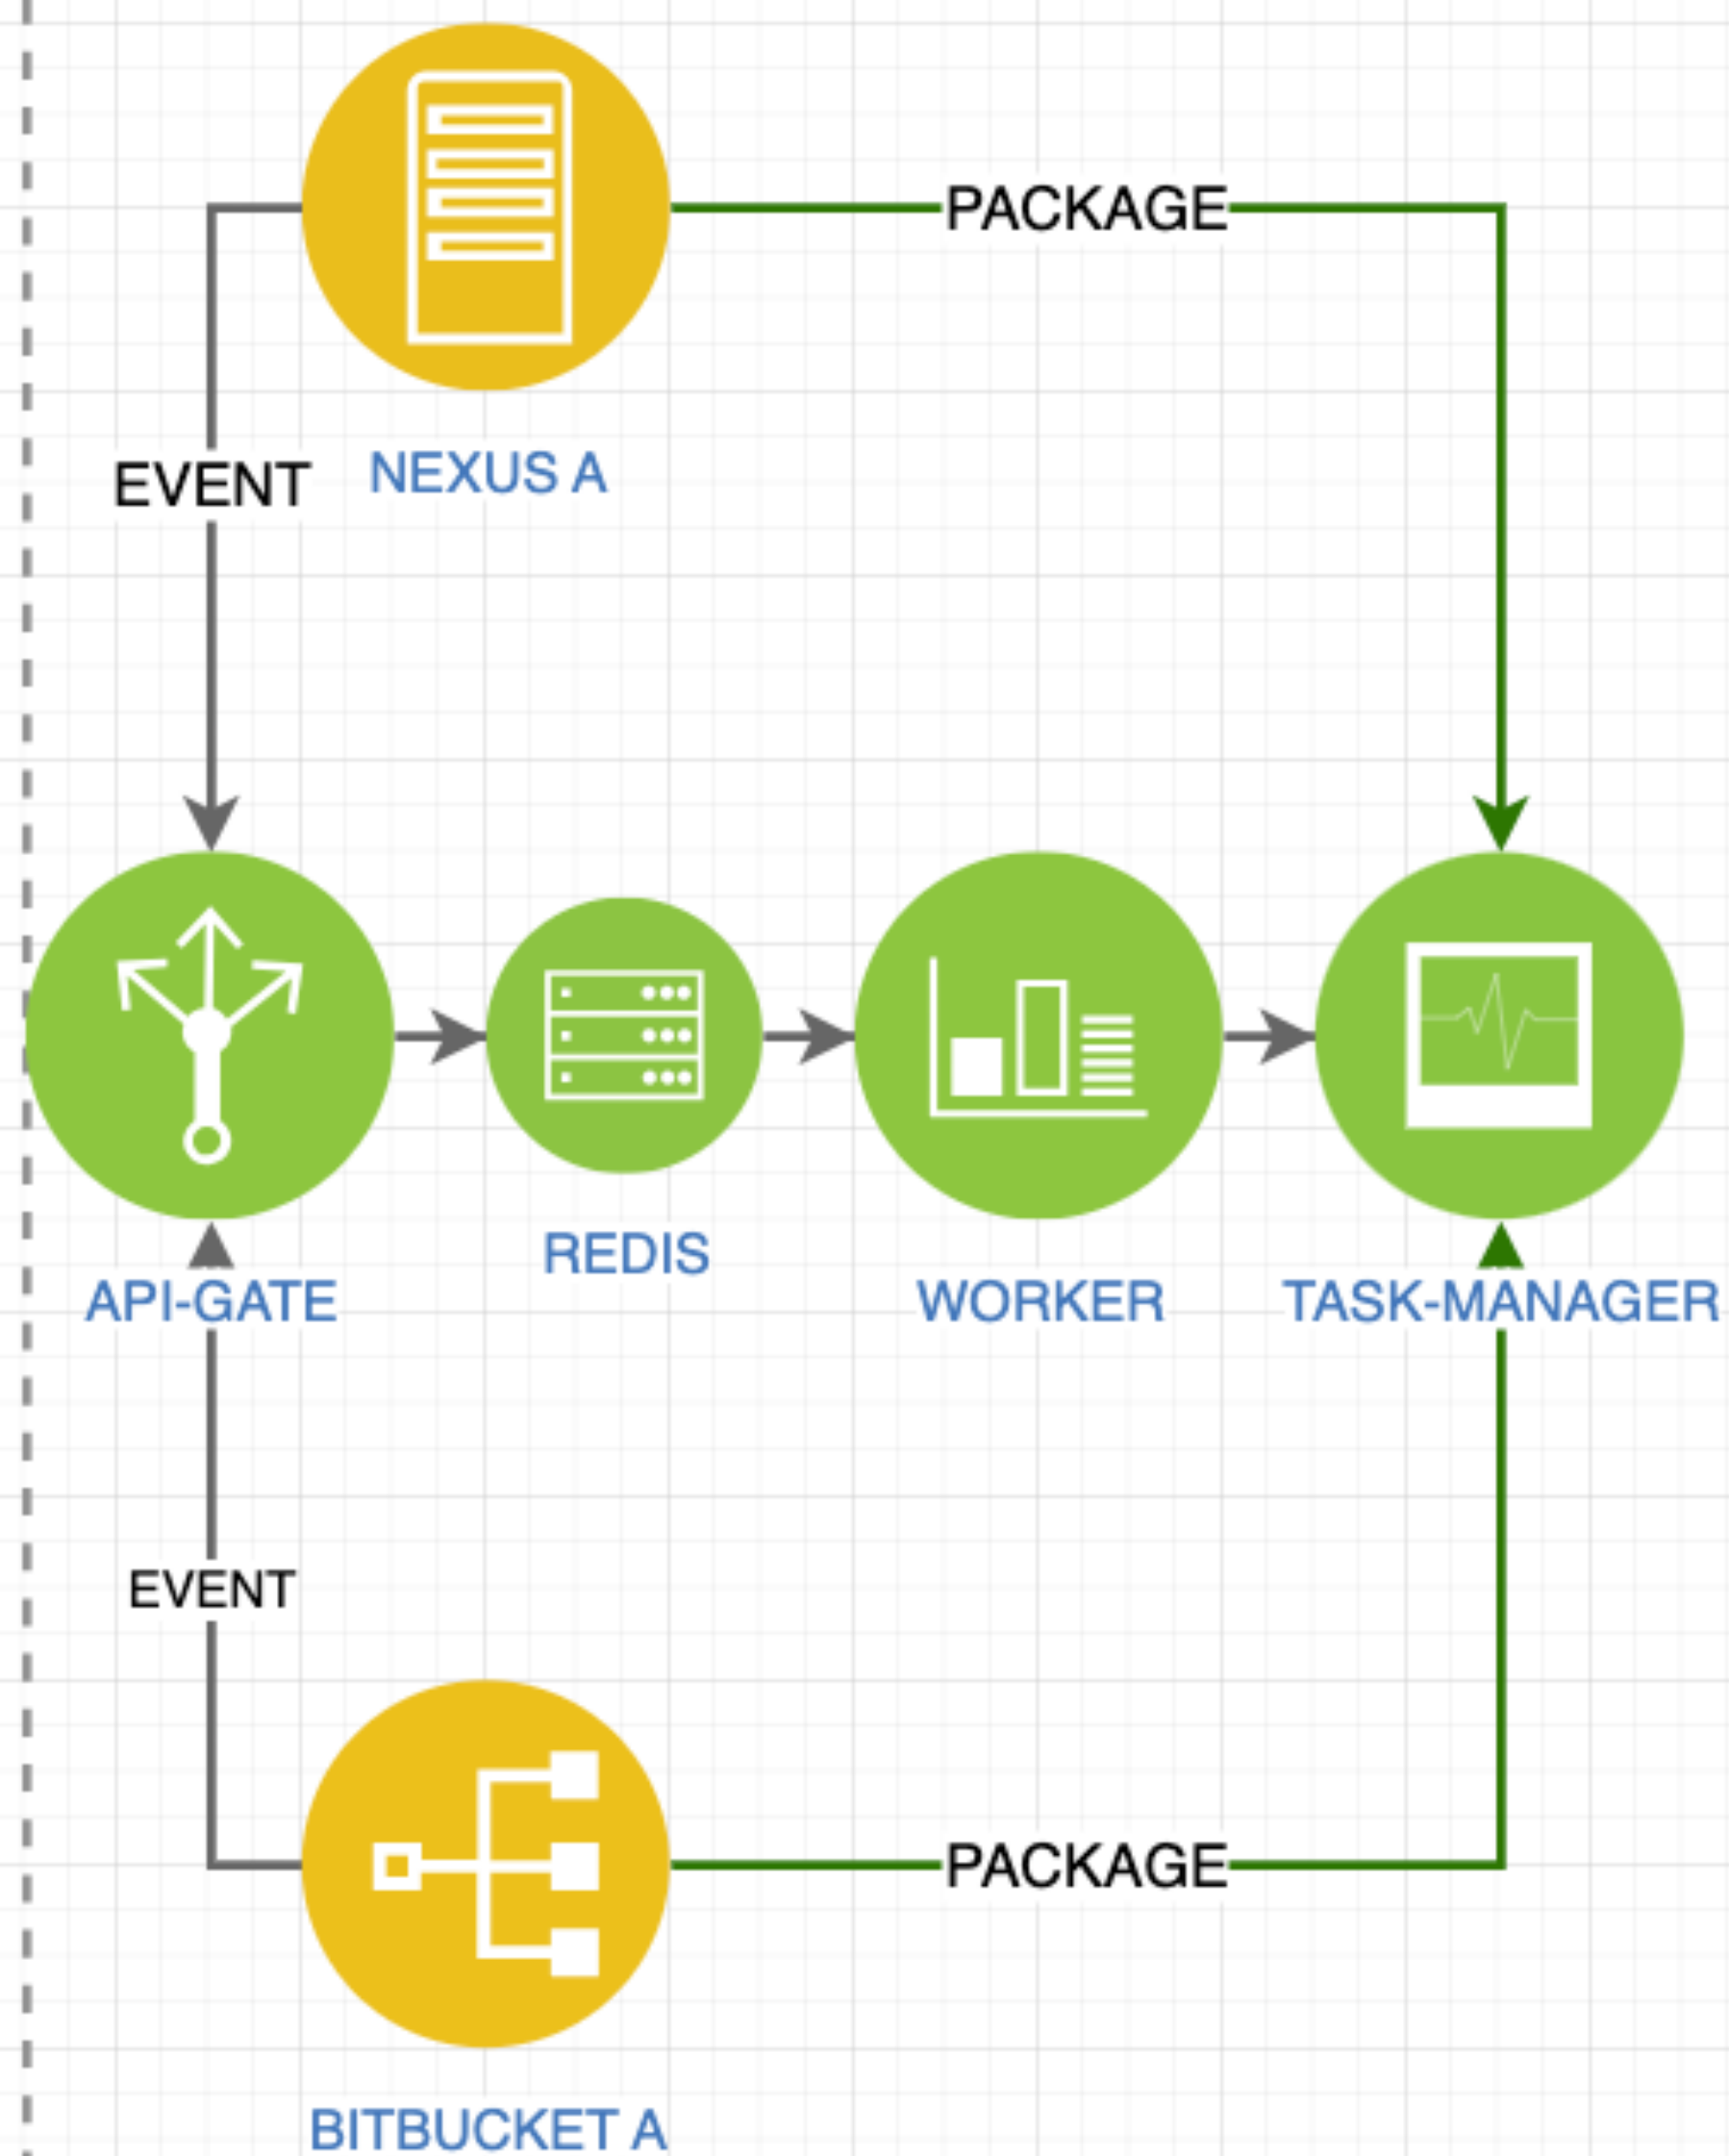 PACKAGE
EVENT
NEXUS A
REDIS
API-GATE
WORKER
TASK-MANAGER
EVENT
PACKAGE
BITBUCKET A